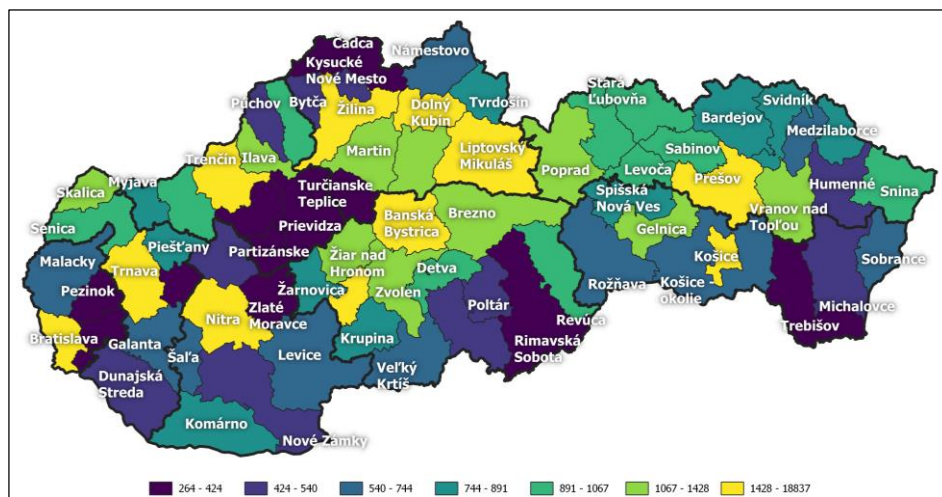 Čadca
Námestovo
Kysucké
Nové Mesto
Stará
Ľubovňa
Svidník
Púchov
Bytča
Žilina
Dolný
Kubín
Tvrdošín
Bardejov
Medzilaborce
Trenčín
Ilava
Martin
Liptovský
Mikuláš
Poprad
Levoča
Sabinov
Prešov
Humenné
Snina
Skalica
Myjava
Turčianske
Teplice
Prievidza
Banská
Bystrica
Brezno
Spišská
Nová Ves
Gelnica
Vranov nad
Topľou
Senica
Piešťany
Partizánske
Malacky
Trnava
Žiar nad
Hronom
Detva
Košice
Sobrance
Pezinok
Zlaté
Moravce
Žarnovica
Zvolen
Poltár
Rožňava
Košice -
okolie
Michalovce
Bratislava
Nitra
Galanta
Šaľa
Levice
Krupina
Revúca
Rimavská
Sobota
Trebišov
Dunajská
Streda
Veľký
Krtíš
Komárno
Nové Zámky
264 - 424
424 - 540
540 - 744
744 - 891
891 - 1067
1067 - 1428
1428 - 18837